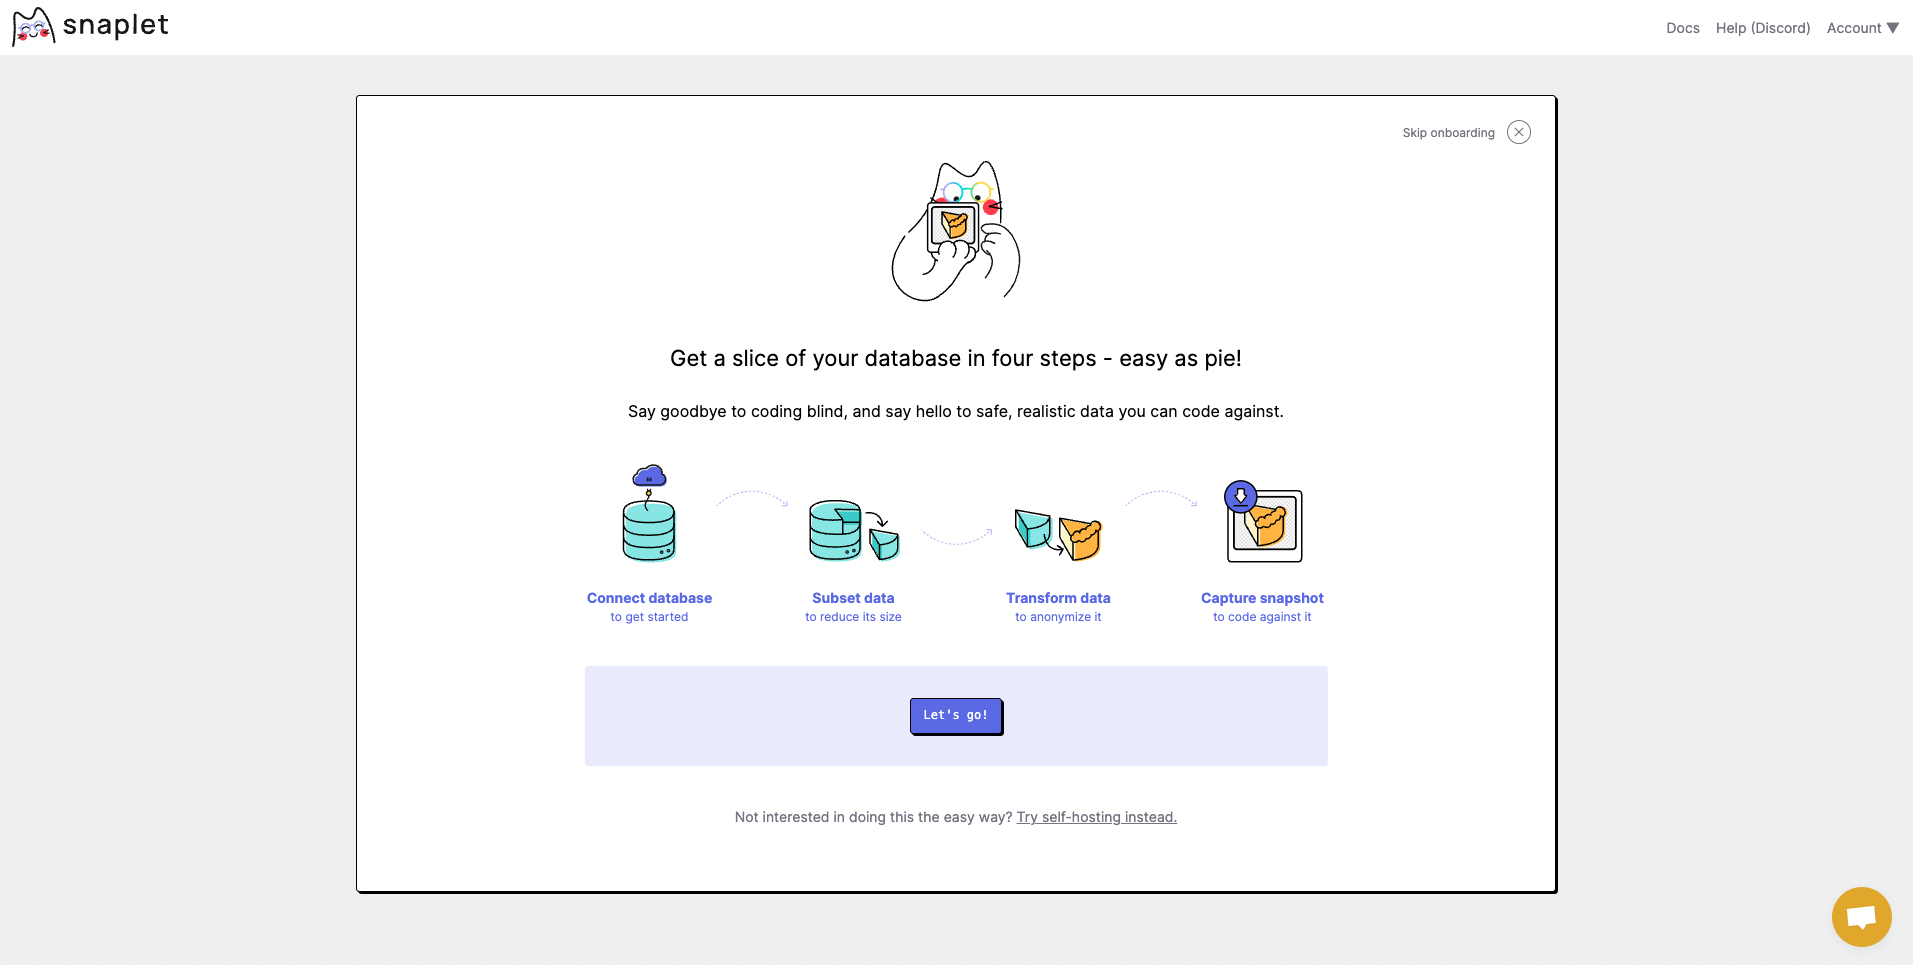 snaplet
Docs Help (Discord) Account ▼
Skip onboarding
Get a slice of your database in four steps - easy as pie!
Say goodbye to coding blind, and say hello to safe, realistic data you can code against.
Connect database
to get started
Subset data
to reduce its size
Transform data
to anonymize it
Capture snapshot
to code against it
Let's go!
Not interested in doing this the easy way? Try self-hosting instead.